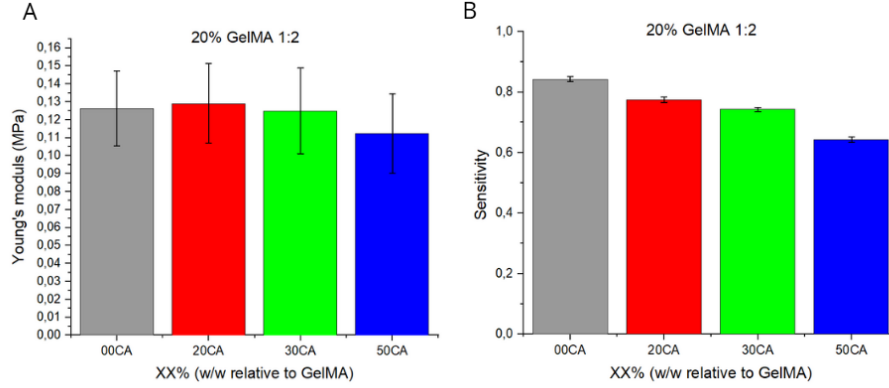 A
20% GelMA 1:2
0,16
0,15
0,14
0,13
0,12
0,11
0,10
0,09
0,08
0,07
0,06
0,05
0,04
0,03
0,02
0,01
0,00
Young's moduls (MPa)
00CA 20CA 30CA 50CA
XX% (w/w relative to GelMA)
B
20% GelMA 1:2
1,0
0,8
0,6
0,4
0,2
0,0
Sensitivity
00CA 20CA 30CA 50CA
XX% (w/w relative to GelMA)